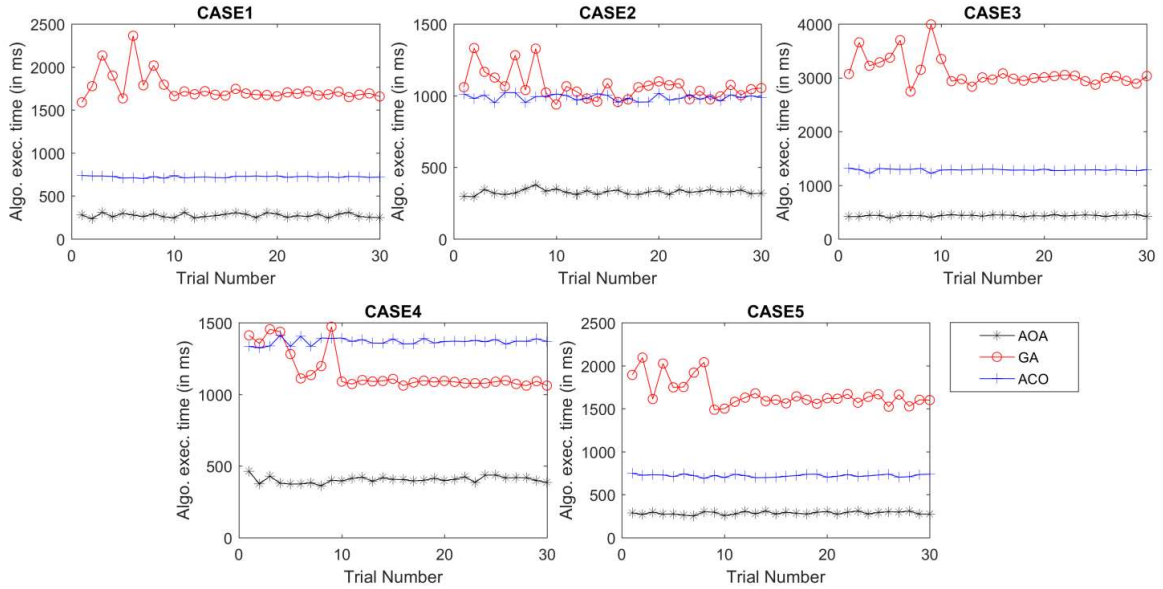 CASE1
2500
2000
1500
1000
500
0
0 10 20 30
Algo. exec. time (in ms)
Trial Number
CASE2
1500
1000
500
0
0 10 20 30
Algo. exec. time (in ms)
Trial Number
CASE3
4000
3000
2000
1000
0
0 10 20 30
Algo. exec. time (in ms)
Trial Number
CASE4
1500
1000
500
0
0 10 20 30
Algo. exec. time (in ms)
Trial Number
CASE5
2500
2000
1500
1000
500
0
0 10 20 30
Algo. exec. time (in ms)
Trial Number
AOA
GA
ACO